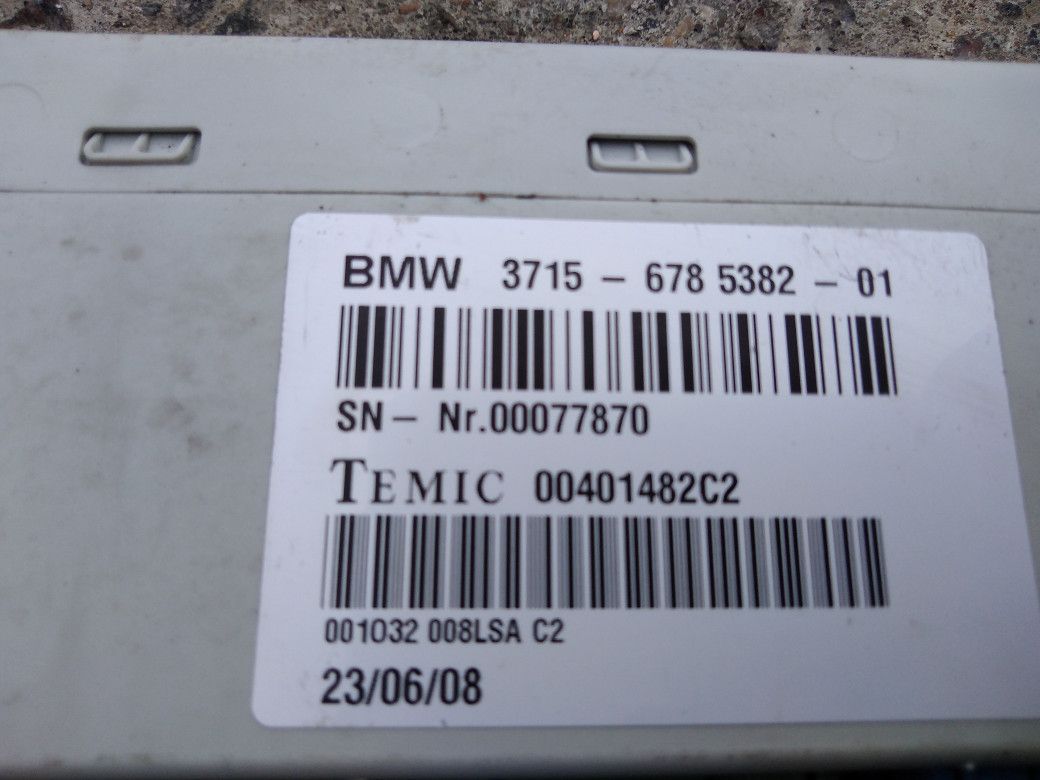 BMW 3715 - 678 5382 - 01
SN - Nr.00077870
TEMIC 00401482C2
001032 008LSA C2
23/06/08